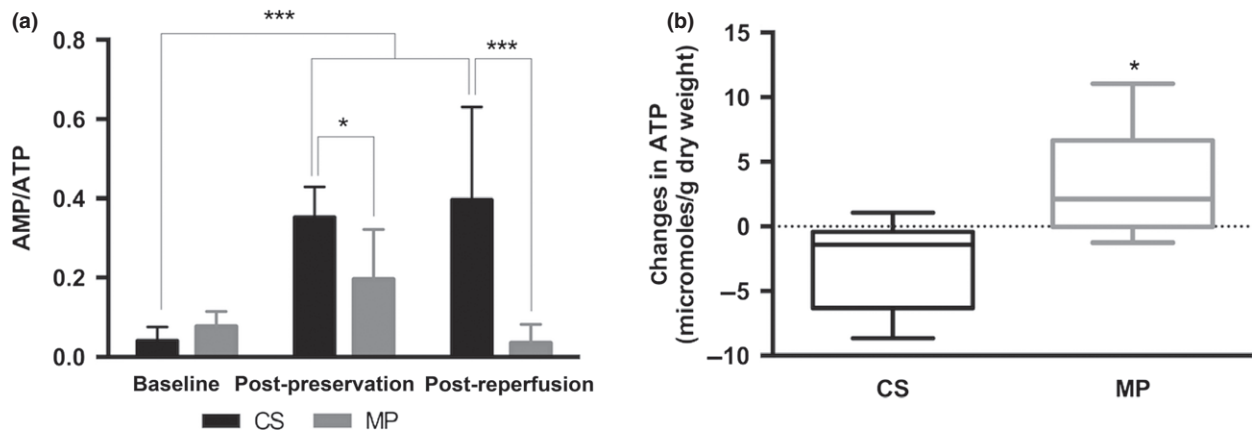 (a)
***
***
*
0.8
0.6
0.4
0.2
0.0
AMP/ATP
Baseline Post-preservation Post-reperfusion
CS MP
(b)
*
15
10
5
0
–5
–10
Changes in ATP
(micromoles/g dry weight)
CS MP